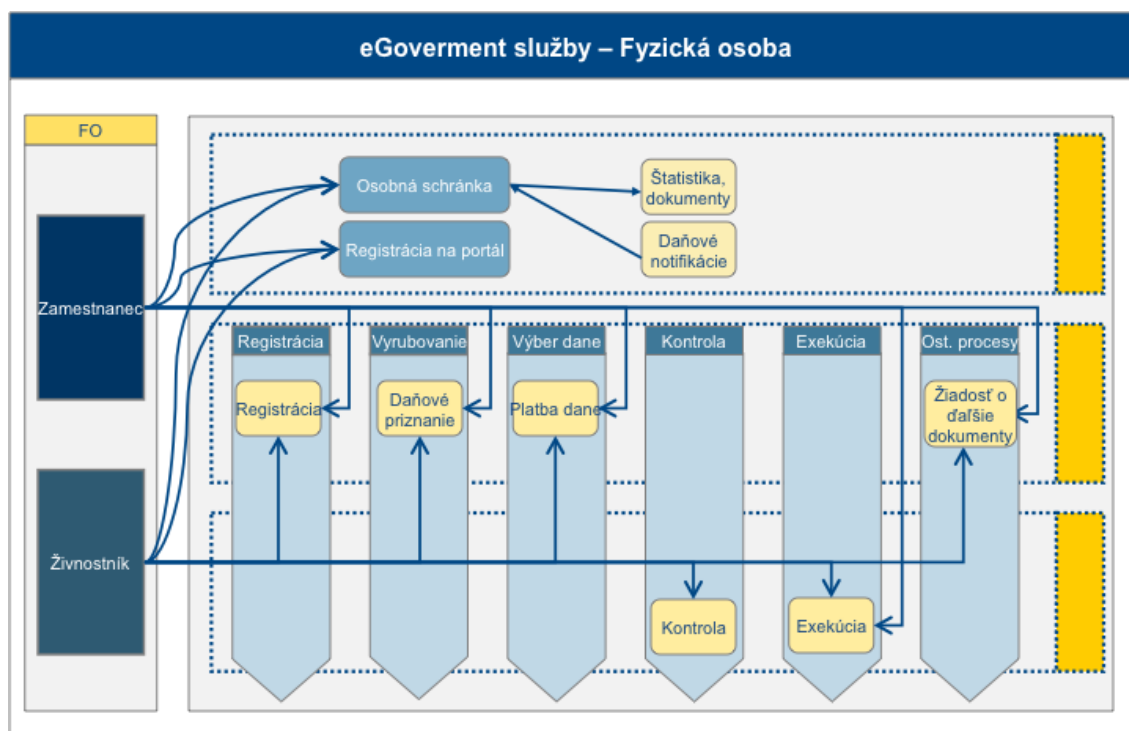 eGoverment služby – Fyzická osoba
FO
Osobná schránka
Štatistika,
dokumenty
Registrácia na portál
Daňové
notifikácie
Zamestnanec
Registrácia
Vyrubovanie
Výber dane
Kontrola
Exekúcia
Ost. procesy
Registrácia
Daňové
priznanie
Platba dane
Žiadosť o
ďaľšie
dokumenty
Živnostník
Kontrola
Exekúcia